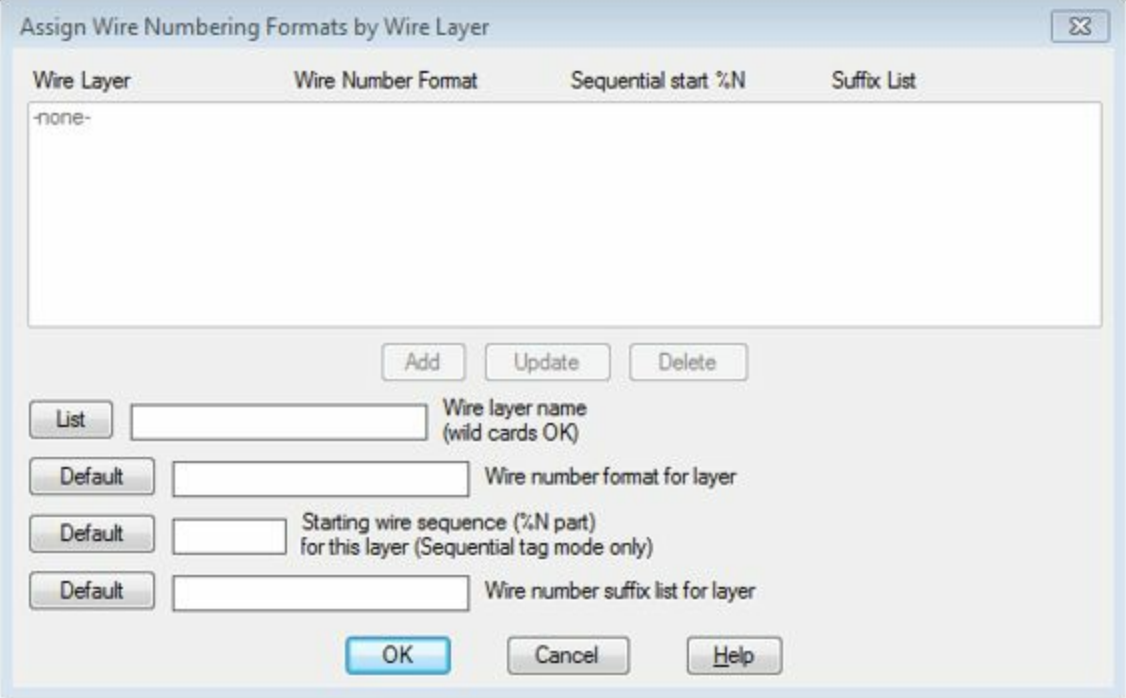 Assign Wire Numbering Formats by Wire Layer
Wire Layer Wire Number Format Sequential start %N Suffix List
-none-
Add Update Delete
List Wire layer name
(wild cards OK)
Default Wire number format for layer
Default Starting wire sequence (%N part)
for this layer (Sequential tag mode only)
Default Wire number suffix list for layer
OK Cancel Help